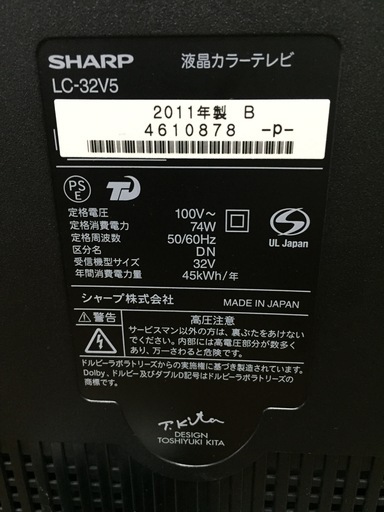 SHARP 液晶カラーテレビ
LC-32V5
2011年製 B
4610878 -p-
PS
E
定格電圧 100V～
定格消費電力 74W
定格周波数 50/60Hz
区分名 DN
受信機型サイズ 32V
年間消費電力量 45kWh/年
UL Japan
シャープ株式会社 MADE IN JAPAN
警告 高圧注意
サービスマン以外の方は、裏ぶたをあけない
でください。内部には高電圧部分が数多く
あり、万一さわると危険です。
ドルビーラボラトリーズからの実施権に基づき製造されています。
Dolby、ドルビー及びダブルD記号はドルビーラボラトリーズの
商標です。
T.Kita
DESIGN
TOSHIYUKI KITA